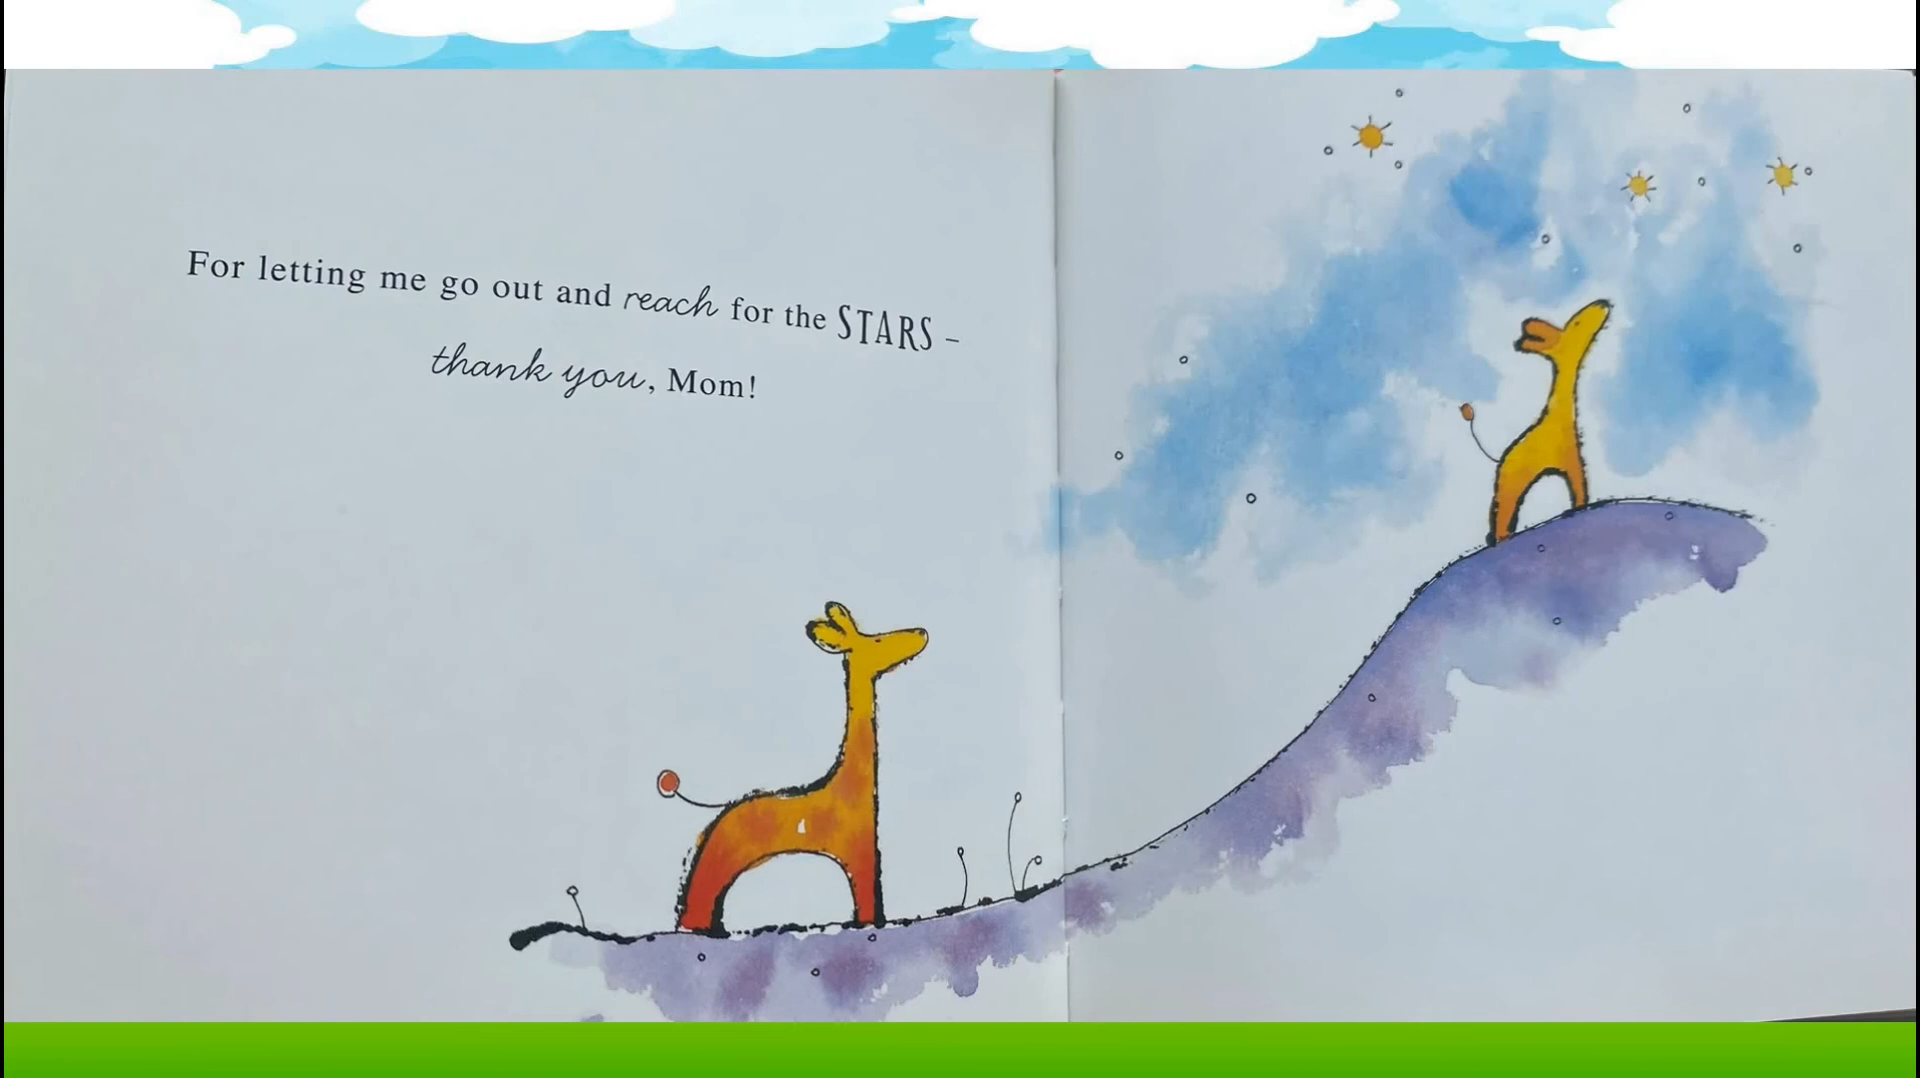 For letting me go out and reach for the STARS –
thank you, Mom!